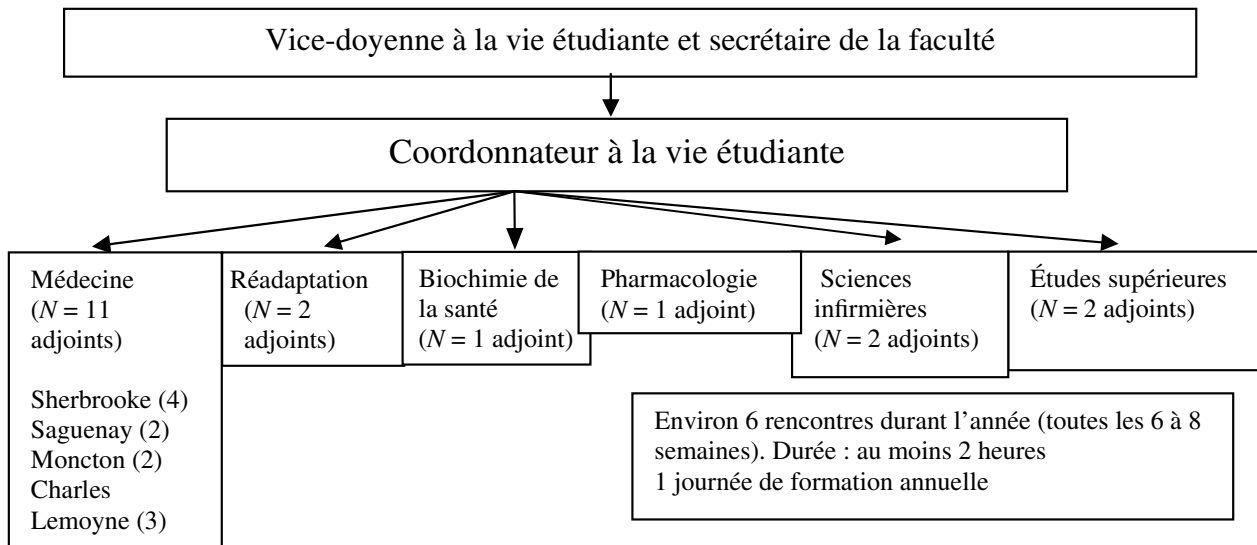 Vice-doyenne à la vie étudiante et secrétaire de la faculté
Coordonnateur à la vie étudiante
Médecine
(N = 11
adjoints)
Sherbrooke (4)
Saguenay (2)
Moncton (2)
Charles
Lemoyne (3)
Réadaptation
(N = 2
adjoints)
Biochimie de
la santé
(N = 1 adjoint)
Pharmacologie
(N = 1 adjoint)
Sciences
infirmières
(N = 2 adjoints)
Études supérieures
(N = 2 adjoints)
Environ 6 rencontres durant l’année (toutes les 6 à 8
semaines). Durée : au moins 2 heures
1 journée de formation annuelle